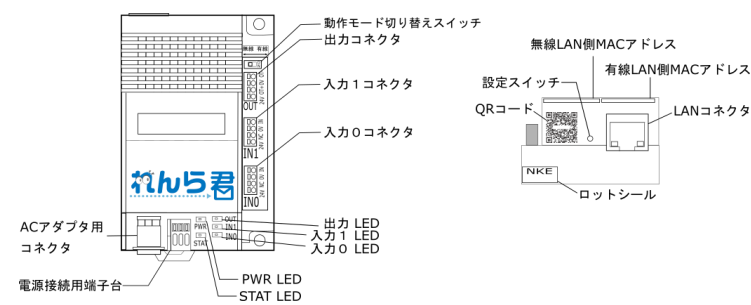 動作モード切り替えスイッチ
出力コネクタ
無線 有線
入力1コネクタ
OUT
入力0コネクタ
IN1
れんら君
IN0
ACアダプタ用
コネクタ
OUT
PWR
IN1
STAT
IN0
出力 LED
入力1 LED
入力0 LED
電源接続用端子台
PWR LED
STAT LED
無線LAN側MACアドレス
有線LAN側MACアドレス
設定スイッチ
QRコード
LANコネクタ
NKE
ロットシール